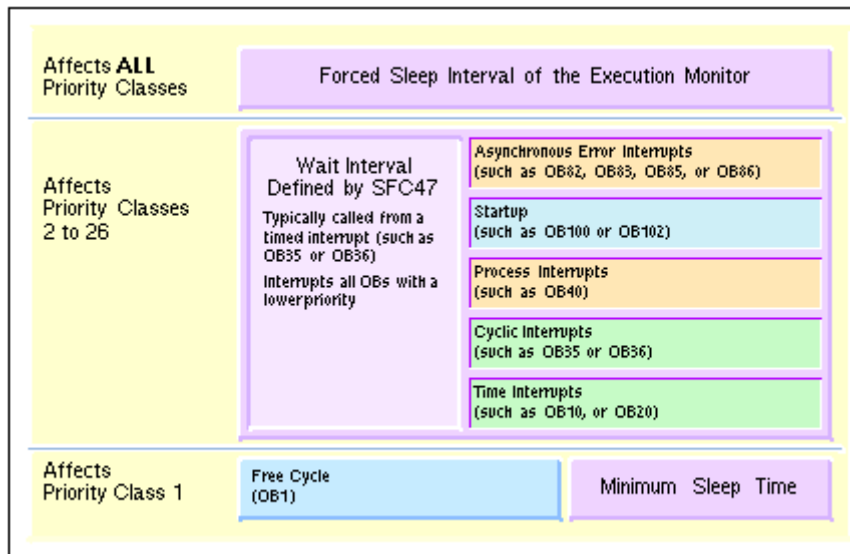 Affects ALL
Priority Classes
Forced Sleep Interval of the Execution Monitor
Affects
Priority Classes
2 to 26
Wait Interval
Defined by SFC47
Typically called from a
timed interrupt (such as
OB35 or OB36)
Interrupts all OBs with a
lowerpriority
Asynchronous Error Interrupts
(such as OB82, OB83, OB85, or OB86)
Startup
(such as OB100 or OB102)
Process Interrupts
(such as OB40)
Cyclic Interrupts
(such as OB35 or OB36)
Time Interrupts
(such as OB10, or OB20)
Affects
Priority Class 1
Free Cycle
(OB1)
Minimum Sleep Time